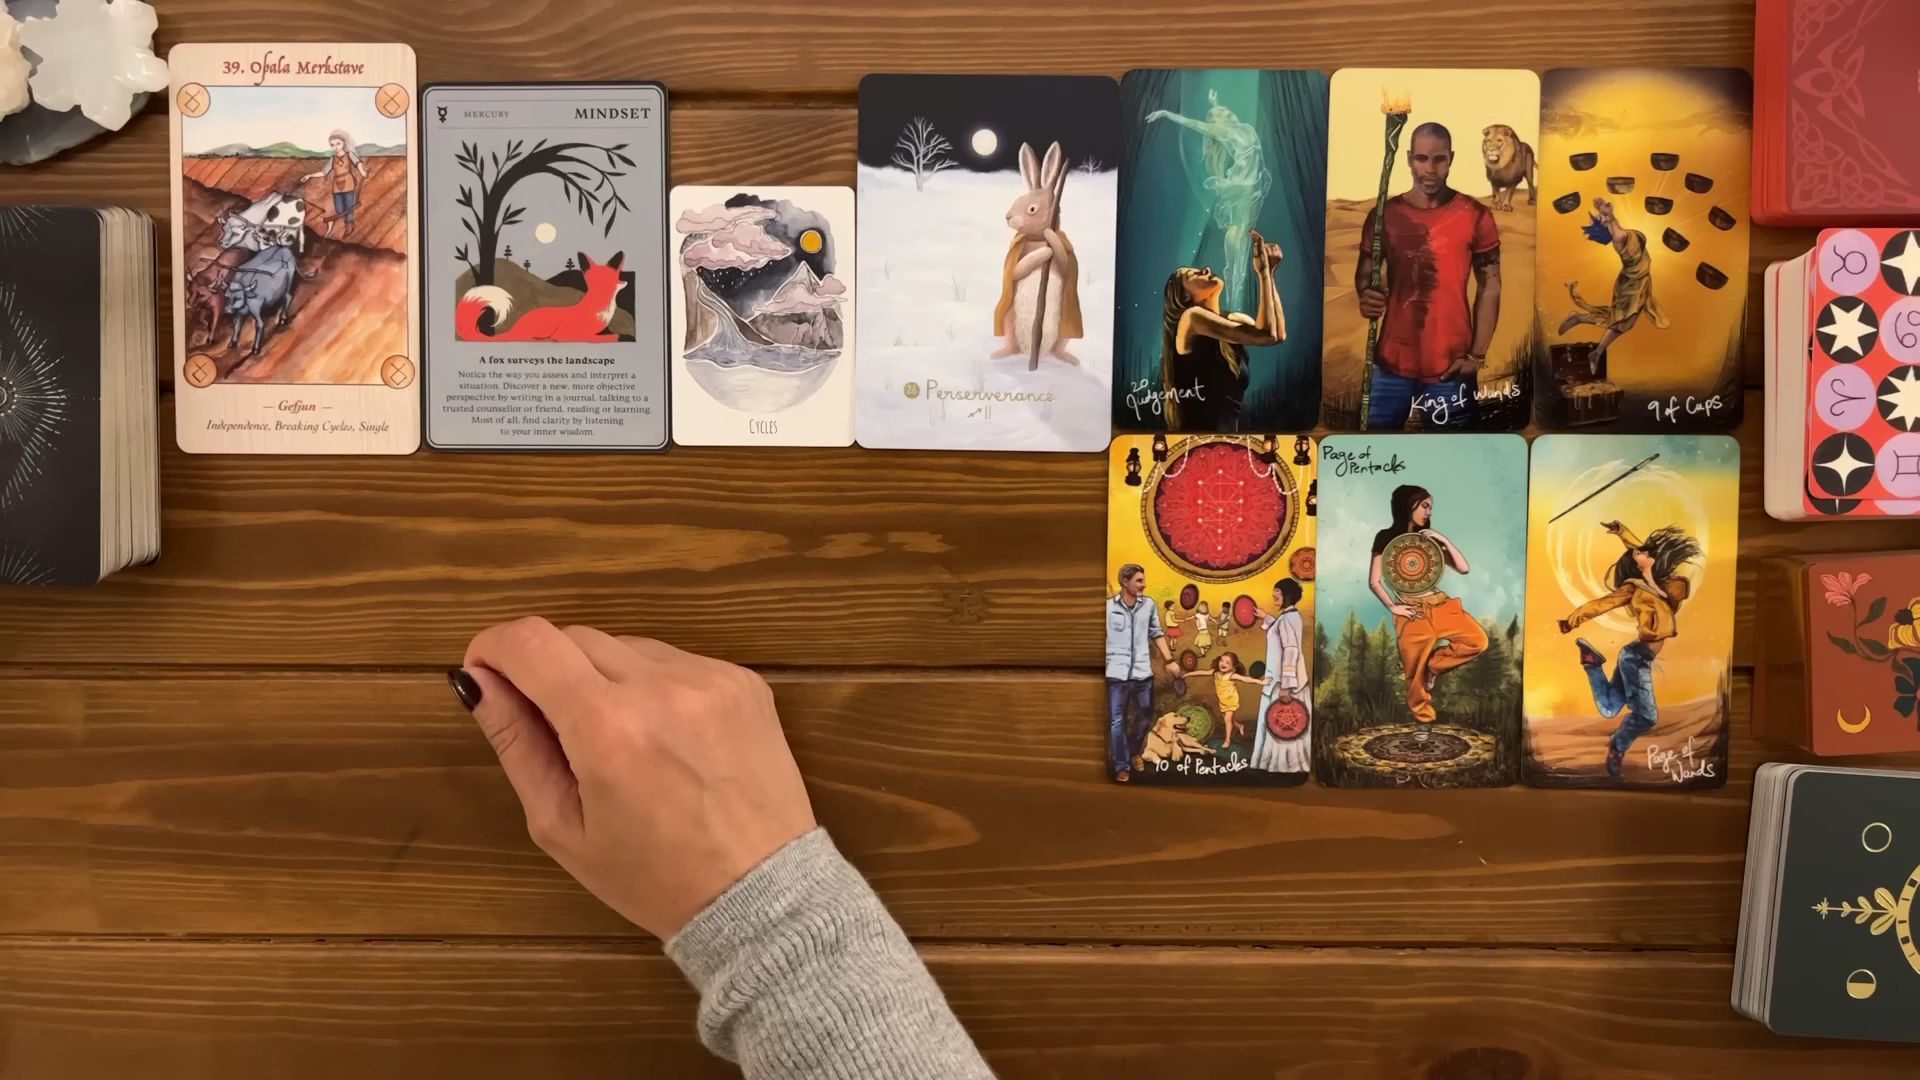 39. Opala Merkstave
— Gefjun —
Independence, Breaking Cycles, Single
MERCURY
MINDSET
A fox surveys the landscape
Notice the way you assess and interpret a
situation. Discover a new, more objective
perspective by writing in a journal, talking to a
trusted counsellor or friend, reading or learning.
Most of all, find clarity by listening
to your inner wisdom.
CYCLES
Perserverance
20
Judgement
King of Wands
9 of Cups
10 of Pentacles
Page of
Pentacles
Page of
Wands